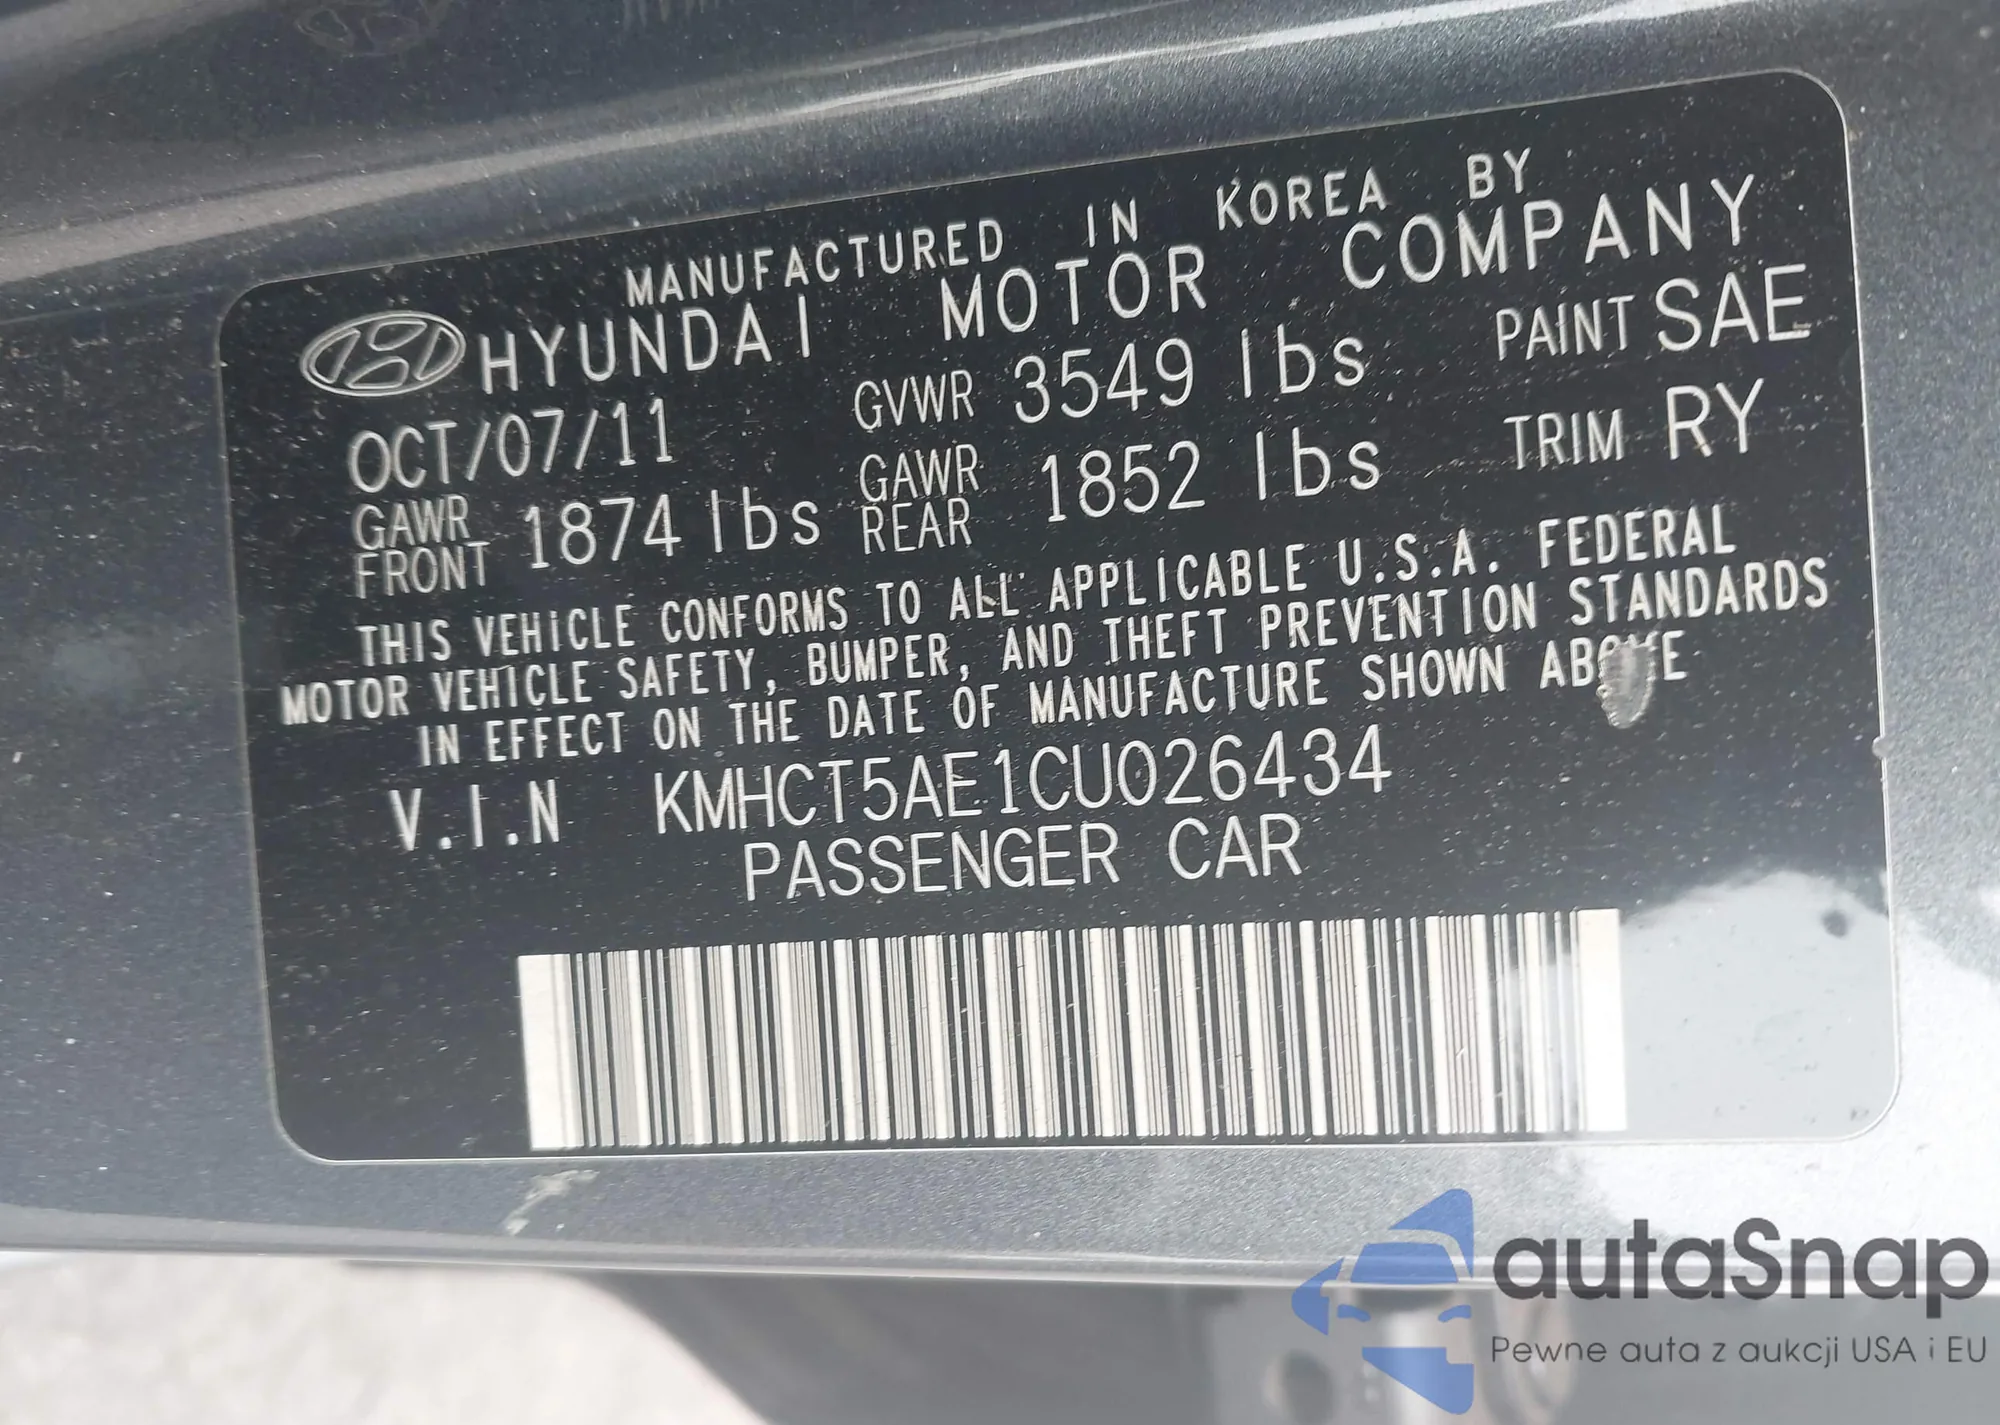 MANUFACTURED IN KOREA BY
HYUNDAI MOTOR COMPANY
OCT/07/11 GVWR 3549 lbs PAINT SAE
GAWR FRONT 1874 lbs GAWR REAR 1852 lbs TRIM RY
THIS VEHICLE CONFORMS TO ALL APPLICABLE U.S.A. FEDERAL
MOTOR VEHICLE SAFETY, BUMPER, AND THEFT PREVENTION STANDARDS
IN EFFECT ON THE DATE OF MANUFACTURE SHOWN ABOVE
V.I.N KMHCT5AE1CU026434
PASSENGER CAR
autaSnap
Pewne auta z aukcji USA i EU